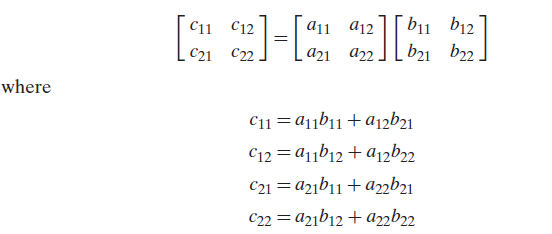 [ c11 c12 ] = [ a11 a12 ] [ b11 b12 ]
[ c21 c22 ] [ a21 a22 ] [ b21 b22 ]
where
c11 = a11b11 + a12b21
c12 = a11b12 + a12b22
c21 = a21b11 + a22b21
c22 = a21b12 + a22b22